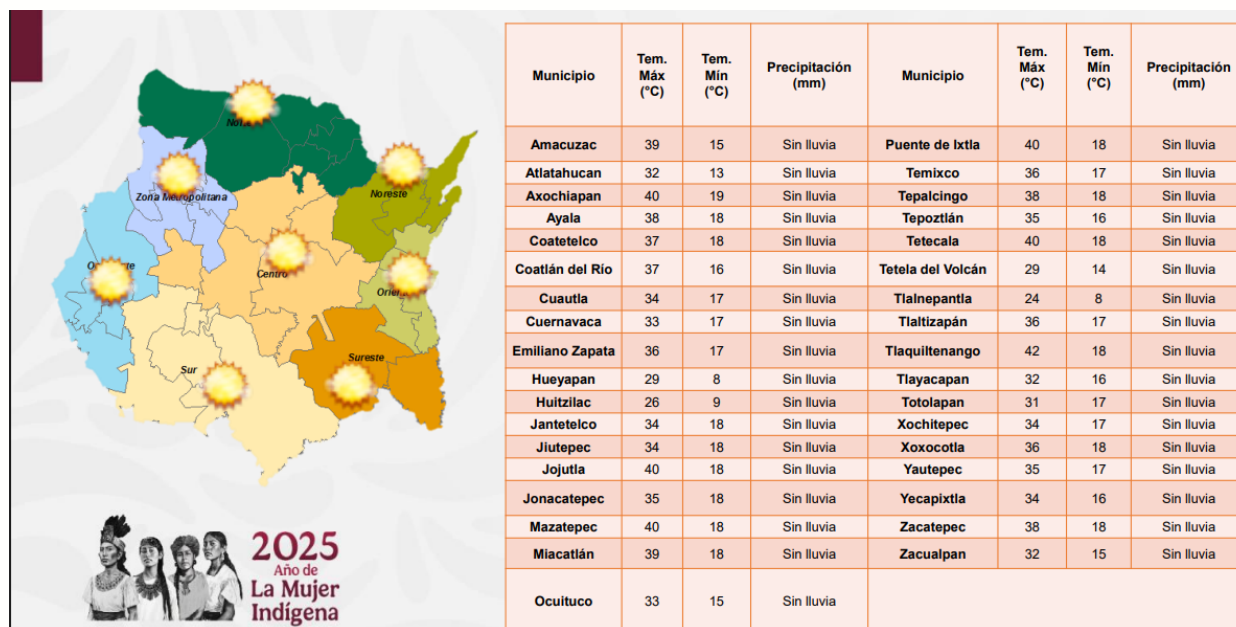 Norte
Noreste
Zona Metropolitana
Centro
Sur
Sureste
2025
Año de
La Mujer
Indígena
Municipio Tem. Máx (°C) Tem. Mín (°C) Precipitación (mm) Municipio Tem. Máx (°C) Tem. Mín (°C) Precipitación (mm)
Amacuzac 39 15 Sin lluvia Puente de Ixtla 40 18 Sin lluvia
Atlatahucan 32 13 Sin lluvia Temixco 36 17 Sin lluvia
Axochiapan 40 19 Sin lluvia Tepalcingo 38 18 Sin lluvia
Ayala 38 18 Sin lluvia Tepoztlán 35 16 Sin lluvia
Coatetelco 37 18 Sin lluvia Tetecala 40 18 Sin lluvia
Coatlán del Río 37 16 Sin lluvia Tetela del Volcán 29 14 Sin lluvia
Cuautla 34 17 Sin lluvia Tlalnepantla 24 8 Sin lluvia
Cuernavaca 33 17 Sin lluvia Tlaltizapán 36 17 Sin lluvia
Emiliano Zapata 36 17 Sin lluvia Tlaquiltenango 42 18 Sin lluvia
Hueyapan 29 8 Sin lluvia Tlayacapan 32 16 Sin lluvia
Huitzilac 26 9 Sin lluvia Totolapan 31 17 Sin lluvia
Jantetelco 34 18 Sin lluvia Xochitepec 34 17 Sin lluvia
Jiutepec 34 18 Sin lluvia Xoxocotla 36 18 Sin lluvia
Jojutla 40 18 Sin lluvia Yautepec 35 17 Sin lluvia
Jonacatepec 35 18 Sin lluvia Yecapixtla 34 16 Sin lluvia
Mazatepec 40 18 Sin lluvia Zacatepec 38 18 Sin lluvia
Miacatlán 39 18 Sin lluvia Zacualpan 32 15 Sin lluvia
Ocuituco 33 15 Sin lluvia